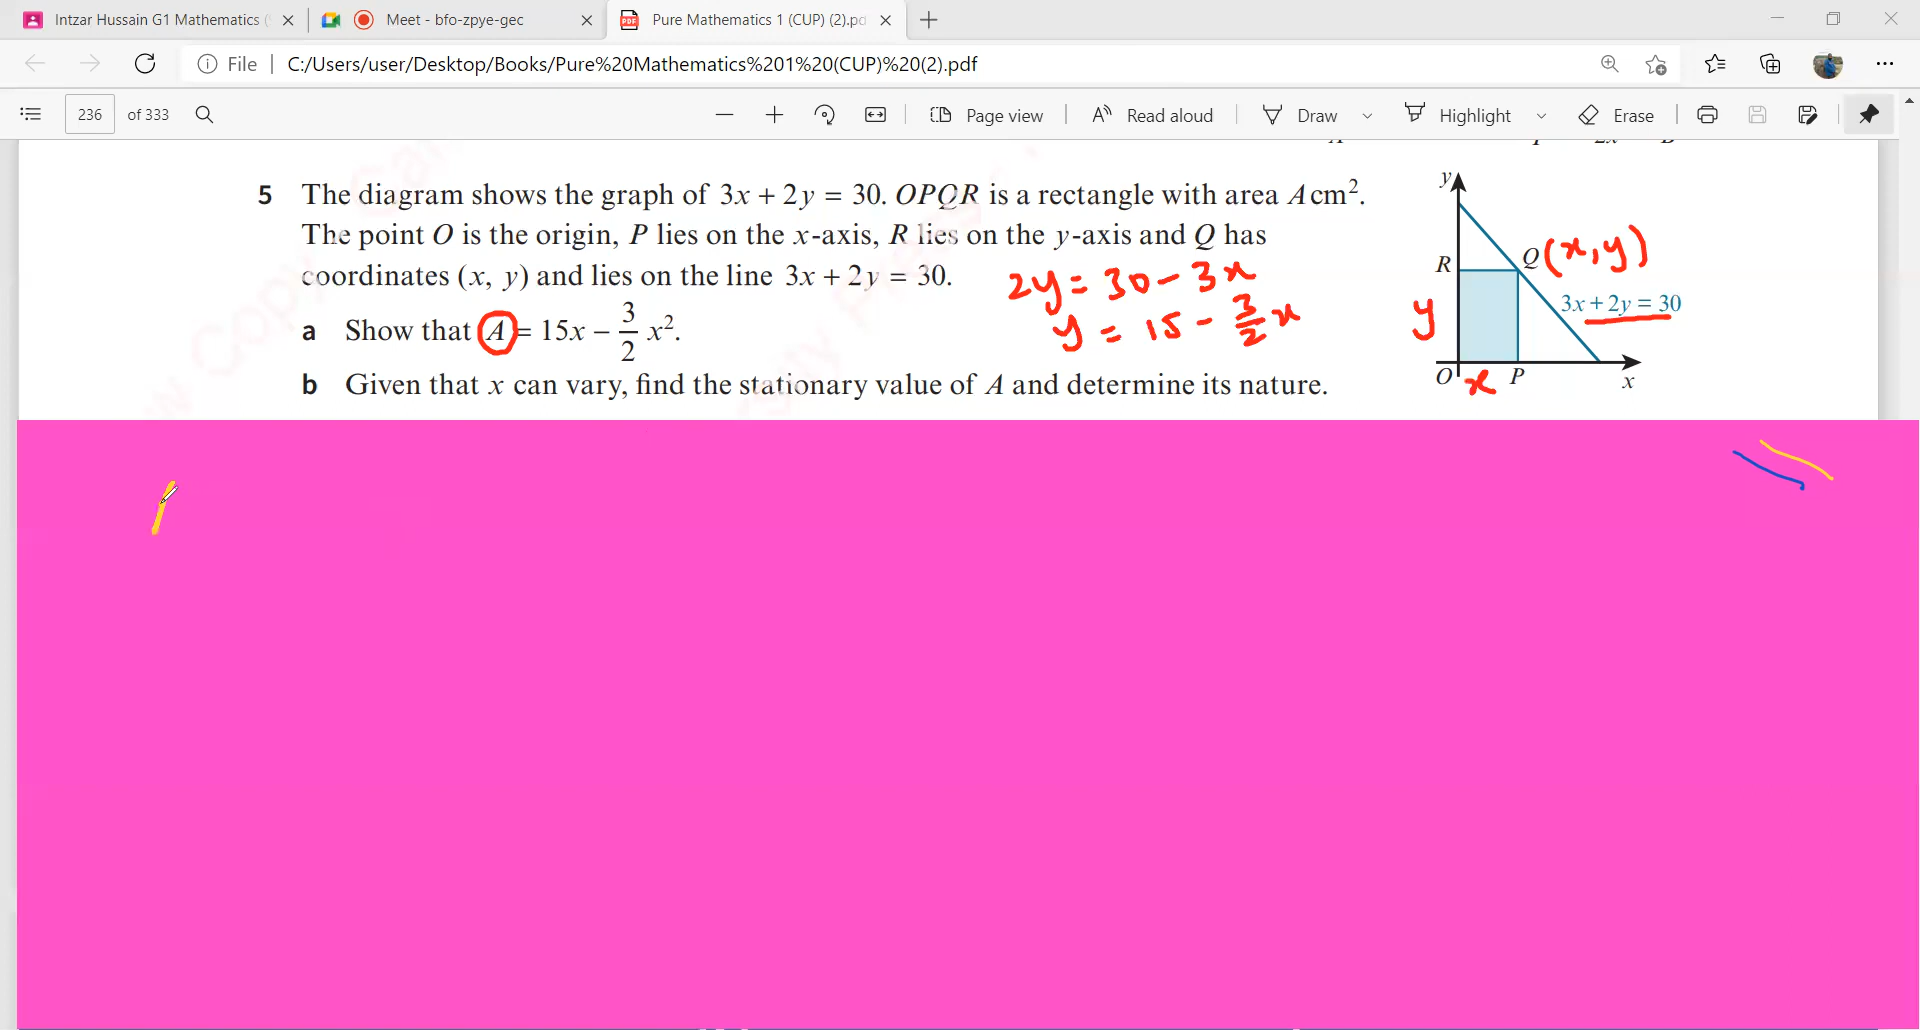 Intzar Hussain G1 Mathematics (
Meet - bfo-zpye-gec
Pure Mathematics 1 (CUP) (2).pd
File
C:/Users/user/Desktop/Books/Pure%20Mathematics%201%20(CUP)%20(2).pdf
236 of 333
Page view
Read aloud
Draw
Highlight
Erase
5 The diagram shows the graph of 3x + 2y = 30. OPQR is a rectangle with area A cm².
The point O is the origin, P lies on the x-axis, R lies on the y-axis and Q has
coordinates (x, y) and lies on the line 3x + 2y = 30.
2y = 30 - 3x
y = 15 - 3/2 x
a Show that A = 15x − 3/2 x².
b Given that x can vary, find the stationary value of A and determine its nature.
y
R
Q (x, y)
3x + 2y = 30
y
O x P
x